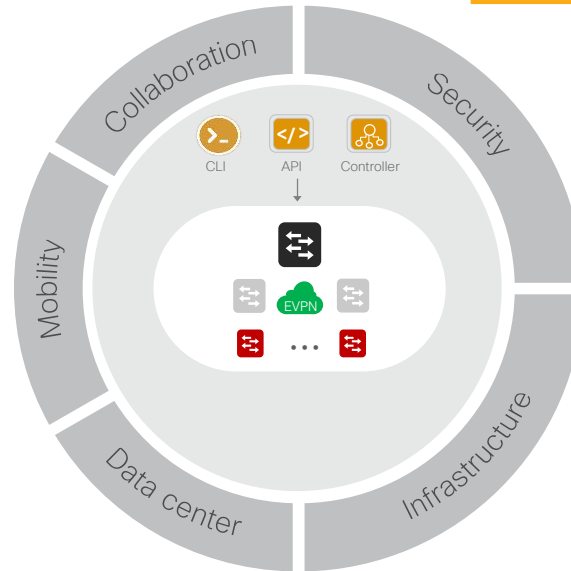 Collaboration
Security
CLI
API
Controller
Mobility
EVPN
...
Data center
Infrastructure